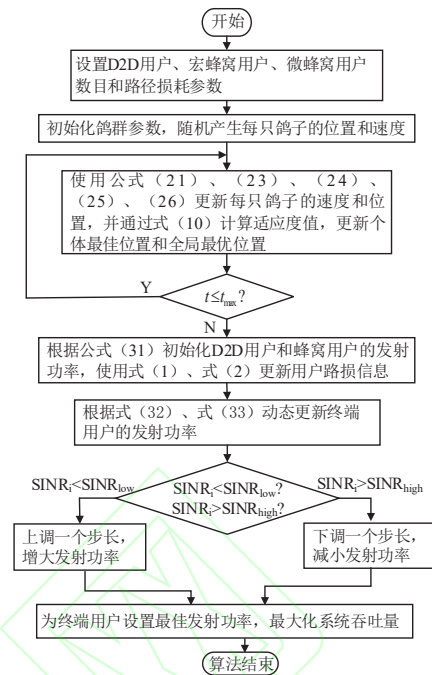 开始
设置D2D用户、宏蜂窝用户、微蜂窝用户
数目和路径损耗参数
初始化鸽群参数，随机产生每只鸽子的位置和速度
使用公式（21）、（23）、（24）、
（25）、（26）更新每只鸽子的速度和位
置，并通过式（10）计算适应度值，更新个
体最佳位置和全局最优位置
Y
t≤tmax?
N
根据公式（31）初始化D2D用户和蜂窝用户的发射
功率，使用式（1）、式（2）更新用户路损信息
根据式（32）、式（33）动态更新终端
用户的发射功率
SINRi<SINRlow
SINRi<SINRlow?
SINRi>SINRhigh?
SINRi>SINRhigh
上调一个步长，
增大发射功率
下调一个步长，
减小发射功率
为终端用户设置最佳发射功率，最大化系统吞吐量
算法结束